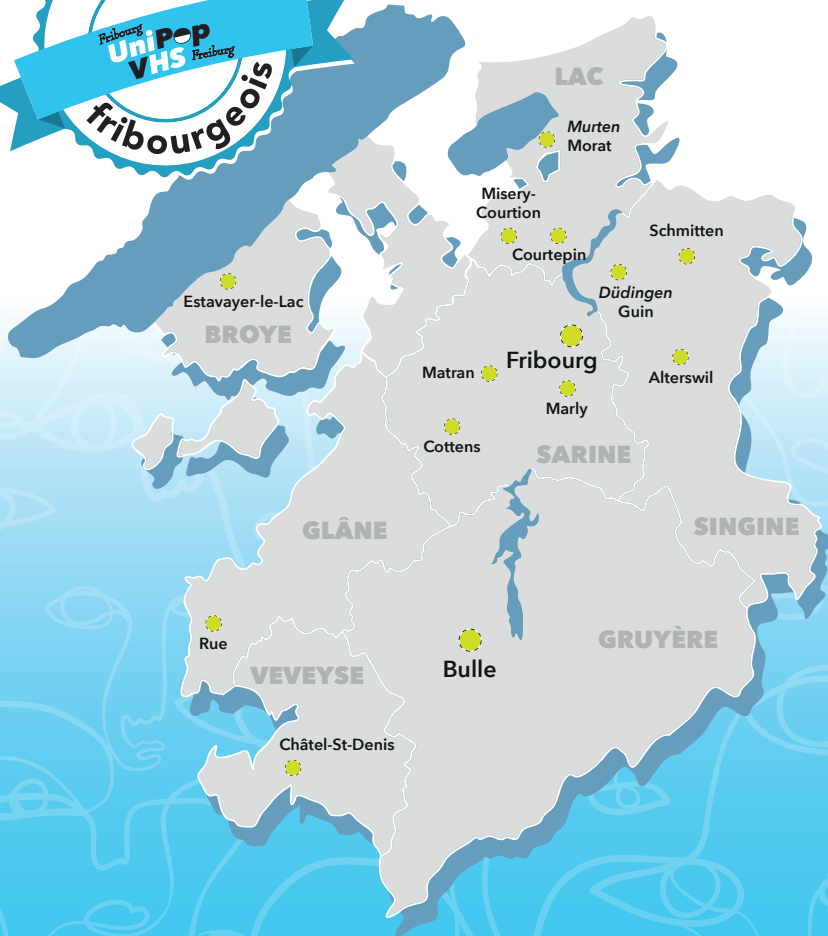 Fribourg
UniPop
VHS Freiburg
fribourgeois
LAC
Murten
Morat
Misery-
Courtion
Courtepin
Schmitten
Düdingen
Guin
Estavayer-le-Lac
BROYE
Fribourg
Matran
Alterswil
Marly
Cottens
SARINE
GLÂNE
SINGINE
Rue
GRUYÈRE
Bulle
VEVEYSE
Châtel-St-Denis